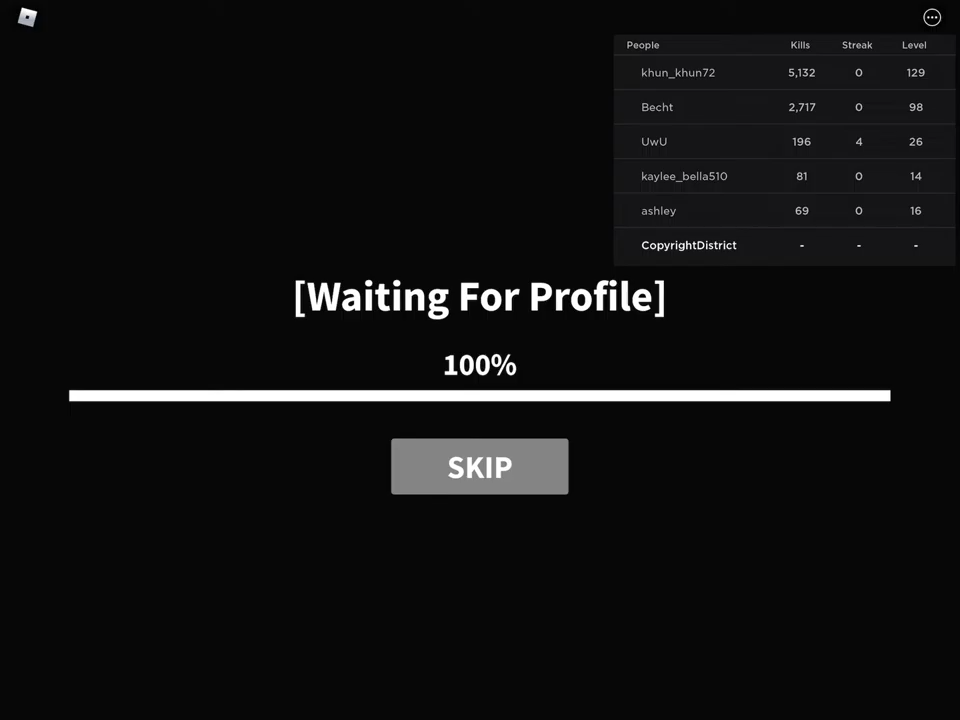 People Kills Streak Level
khun_khun72 5,132 0 129
Becht 2,717 0 98
UwU 196 4 26
kaylee_bella510 81 0 14
ashley 69 0 16
CopyrightDistrict - - -
[Waiting For Profile]
100%
SKIP